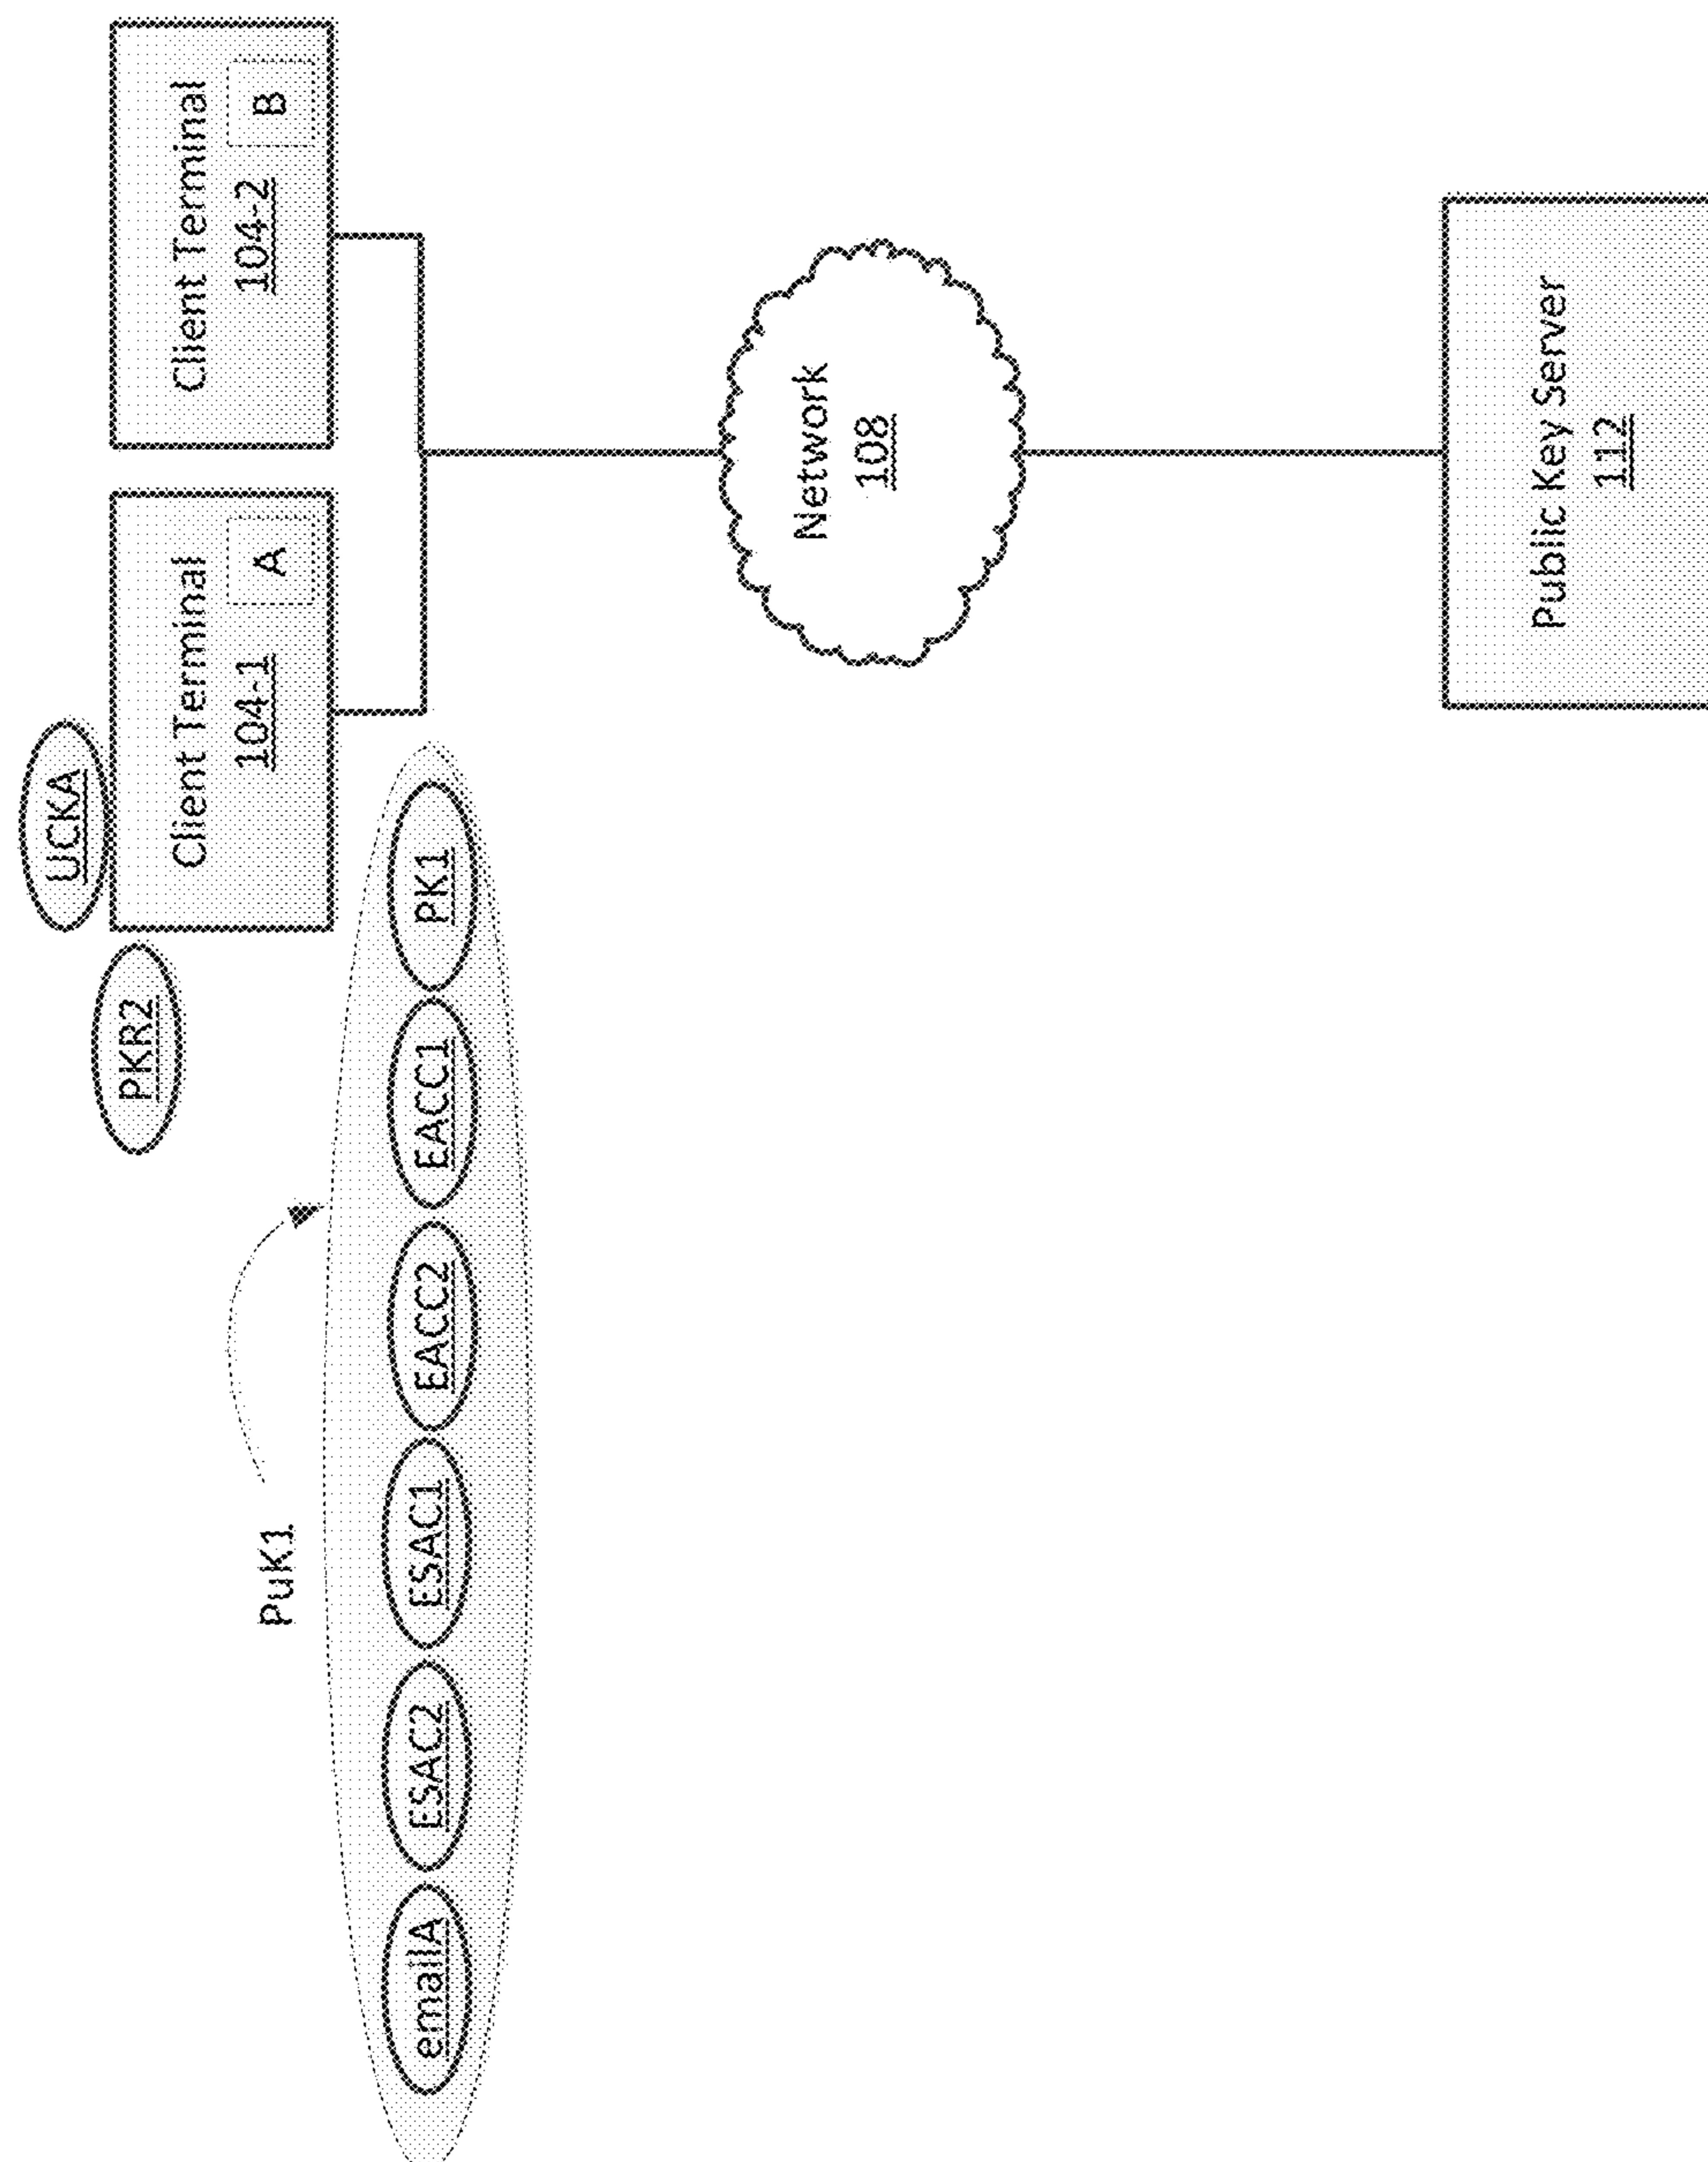 UCKA
PKR2
Client Terminal
104-1
A
Client Terminal
104-2
B
PuK1
emailA
ESAC2
ESAC1
EACC2
EACC1
PK1
Network
108
Public Key Server
112